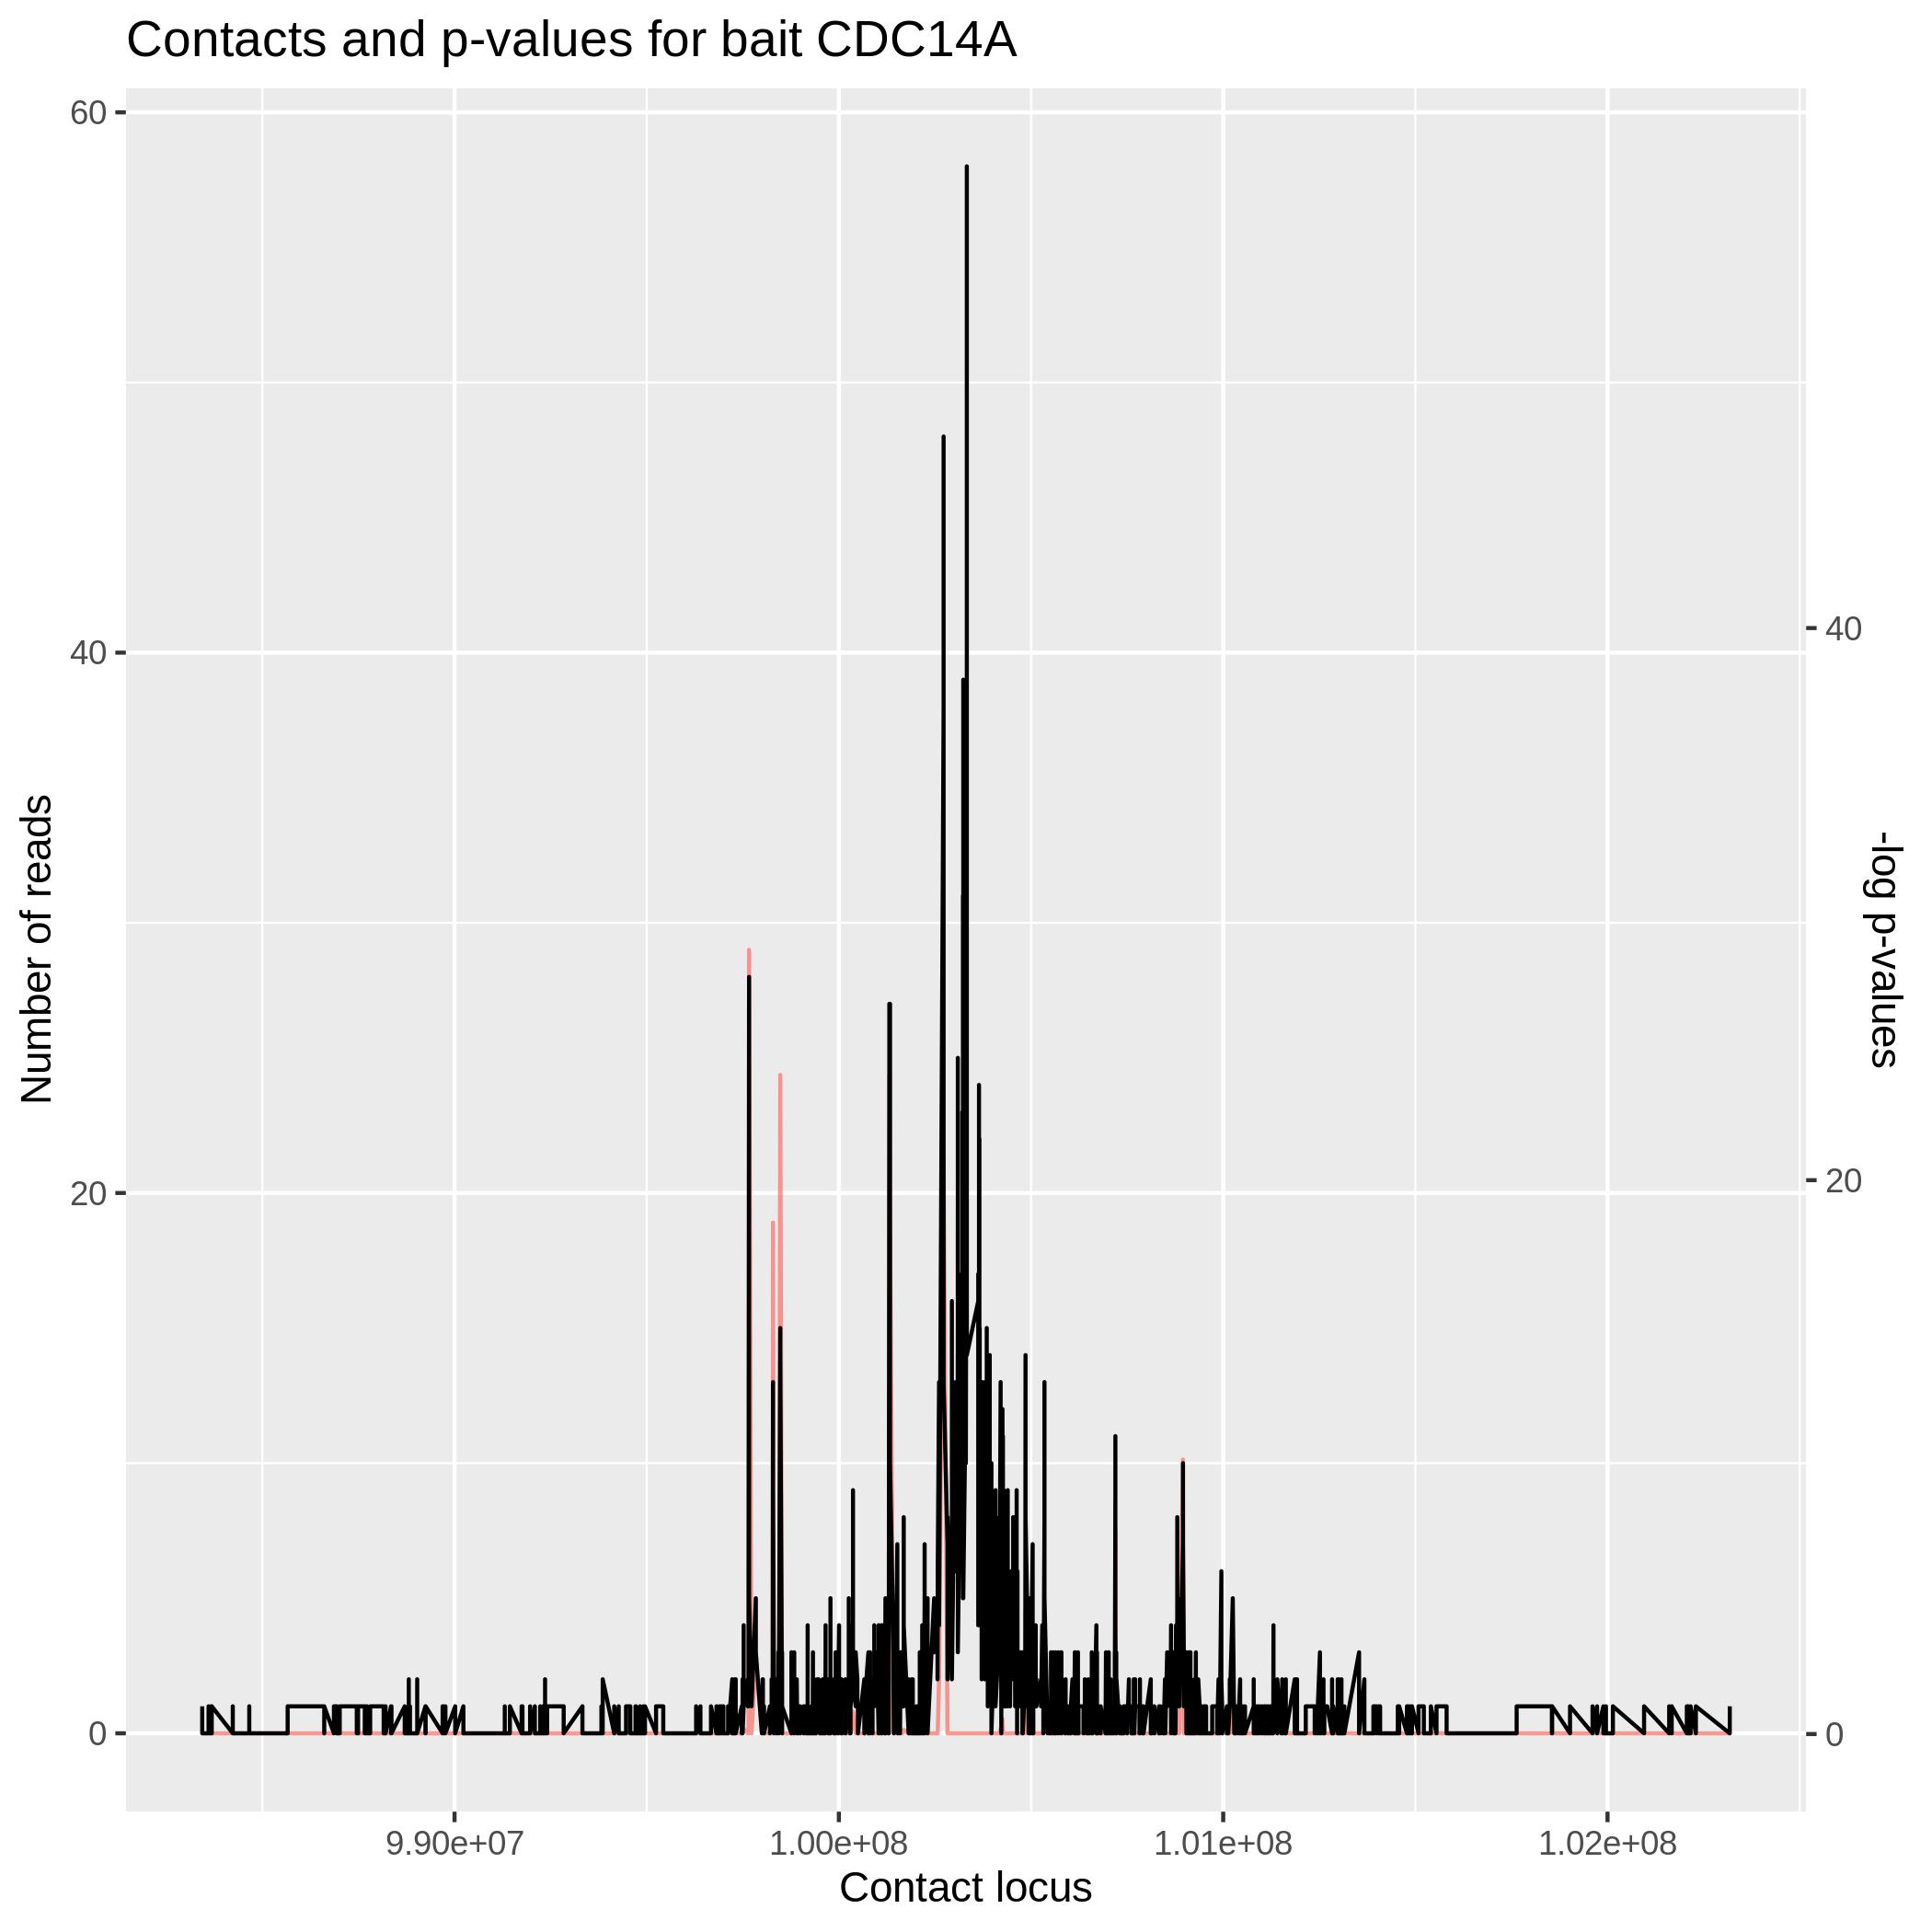 Contacts and p-values for bait CDC14A
60
40
20
0
Number of reads
40
20
0
-log p-values
9.90e+07 1.00e+08 1.01e+08 1.02e+08
Contact locus